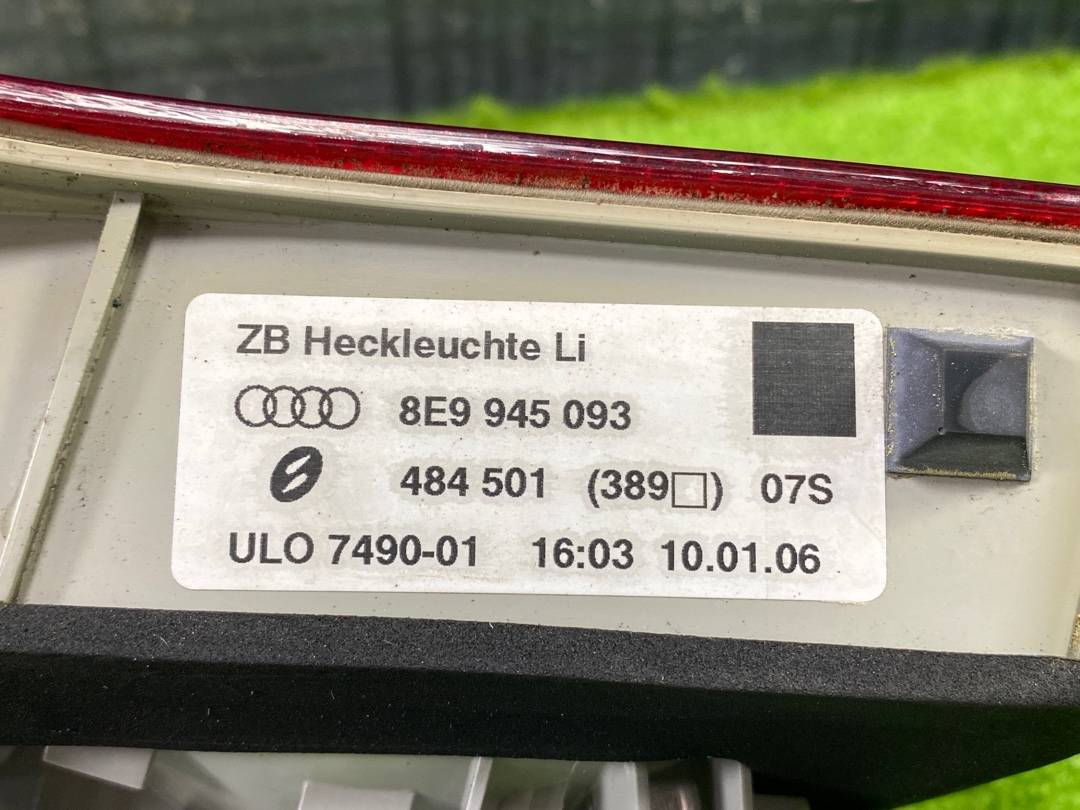 ZB Heckleuchte Li
8E9 945 093
484 501 (389□) 07S
ULO 7490-01 16:03 10.01.06